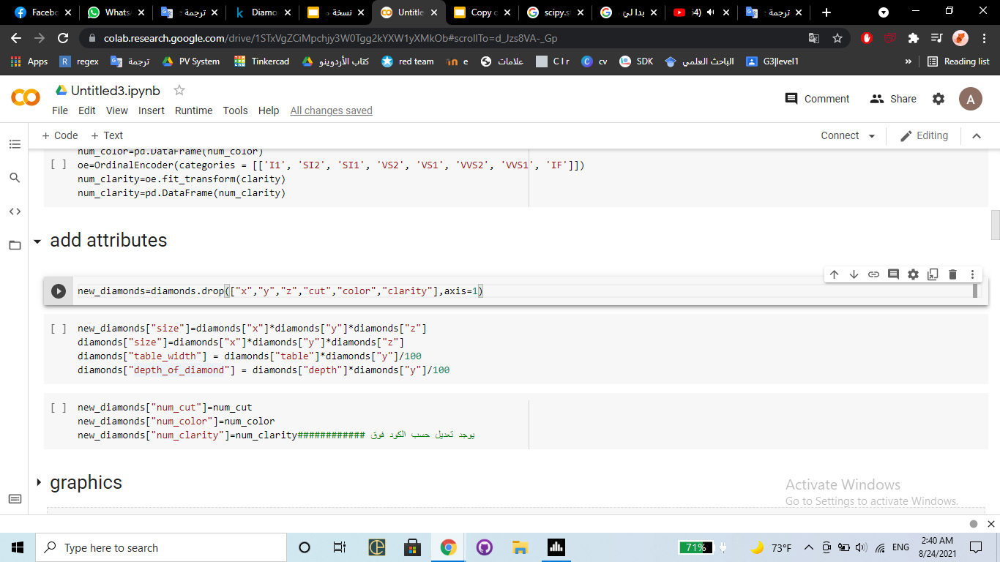 Facebo
WhatsA
ترجمة
Diamo
نسخة
Untitle
Copy o
scipy.s
بدا لي
(64
ترجمة
colab.research.google.com/drive/1STxVgZCiMpchjy3W0Tgg2kYXW1yXMkOb#scrollTo=d_Jzs8VA-_Gp
Apps
regex
ترجمة
PV System
Tinkercad
كتاب الأردوينو
red team
e
علامات
C l r
cv
SDK
الباحث العلمي
G3|level1
»
Reading list
Untitled3.ipynb
Comment
Share
A
File Edit View Insert Runtime Tools Help All changes saved
+ Code + Text
Connect
Editing
num_color=pd.DataFrame(num_color)
[ ] oe=OrdinalEncoder(categories = [['I1', 'SI2', 'SI1', 'VS2', 'VS1', 'VVS2', 'VVS1', 'IF']])
num_clarity=oe.fit_transform(clarity)
num_clarity=pd.DataFrame(num_clarity)
add attributes
new_diamonds=diamonds.drop(["x","y","z","cut","color","clarity"],axis=1)
[ ] new_diamonds["size"]=diamonds["x"]*diamonds["y"]*diamonds["z"]
diamonds["size"]=diamonds["x"]*diamonds["y"]*diamonds["z"]
diamonds["table_width"] = diamonds["table"]*diamonds["y"]/100
diamonds["depth_of_diamond"] = diamonds["depth"]*diamonds["y"]/100
[ ] new_diamonds["num_cut"]=num_cut
new_diamonds["num_color"]=num_color
new_diamonds["num_clarity"]=num_clarity############ يوجد تعديل حسب الكود فوق
graphics
Activate Windows
Go to Settings to activate Windows.
Type here to search
71%
73°F
ENG
2:40 AM
8/24/2021